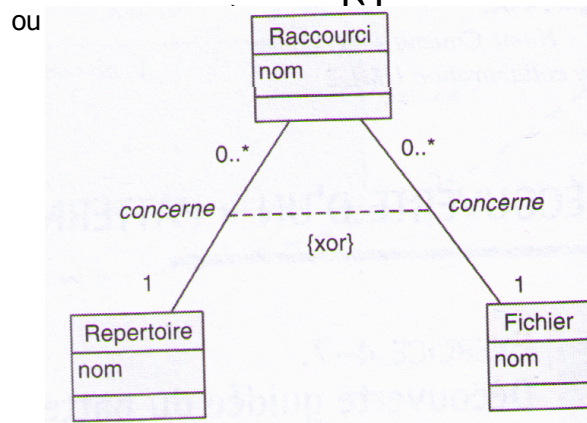 ou
Raccourci
nom
0..*
0..*
concerne
concerne
{xor}
1
1
Repertoire
Fichier
nom
nom